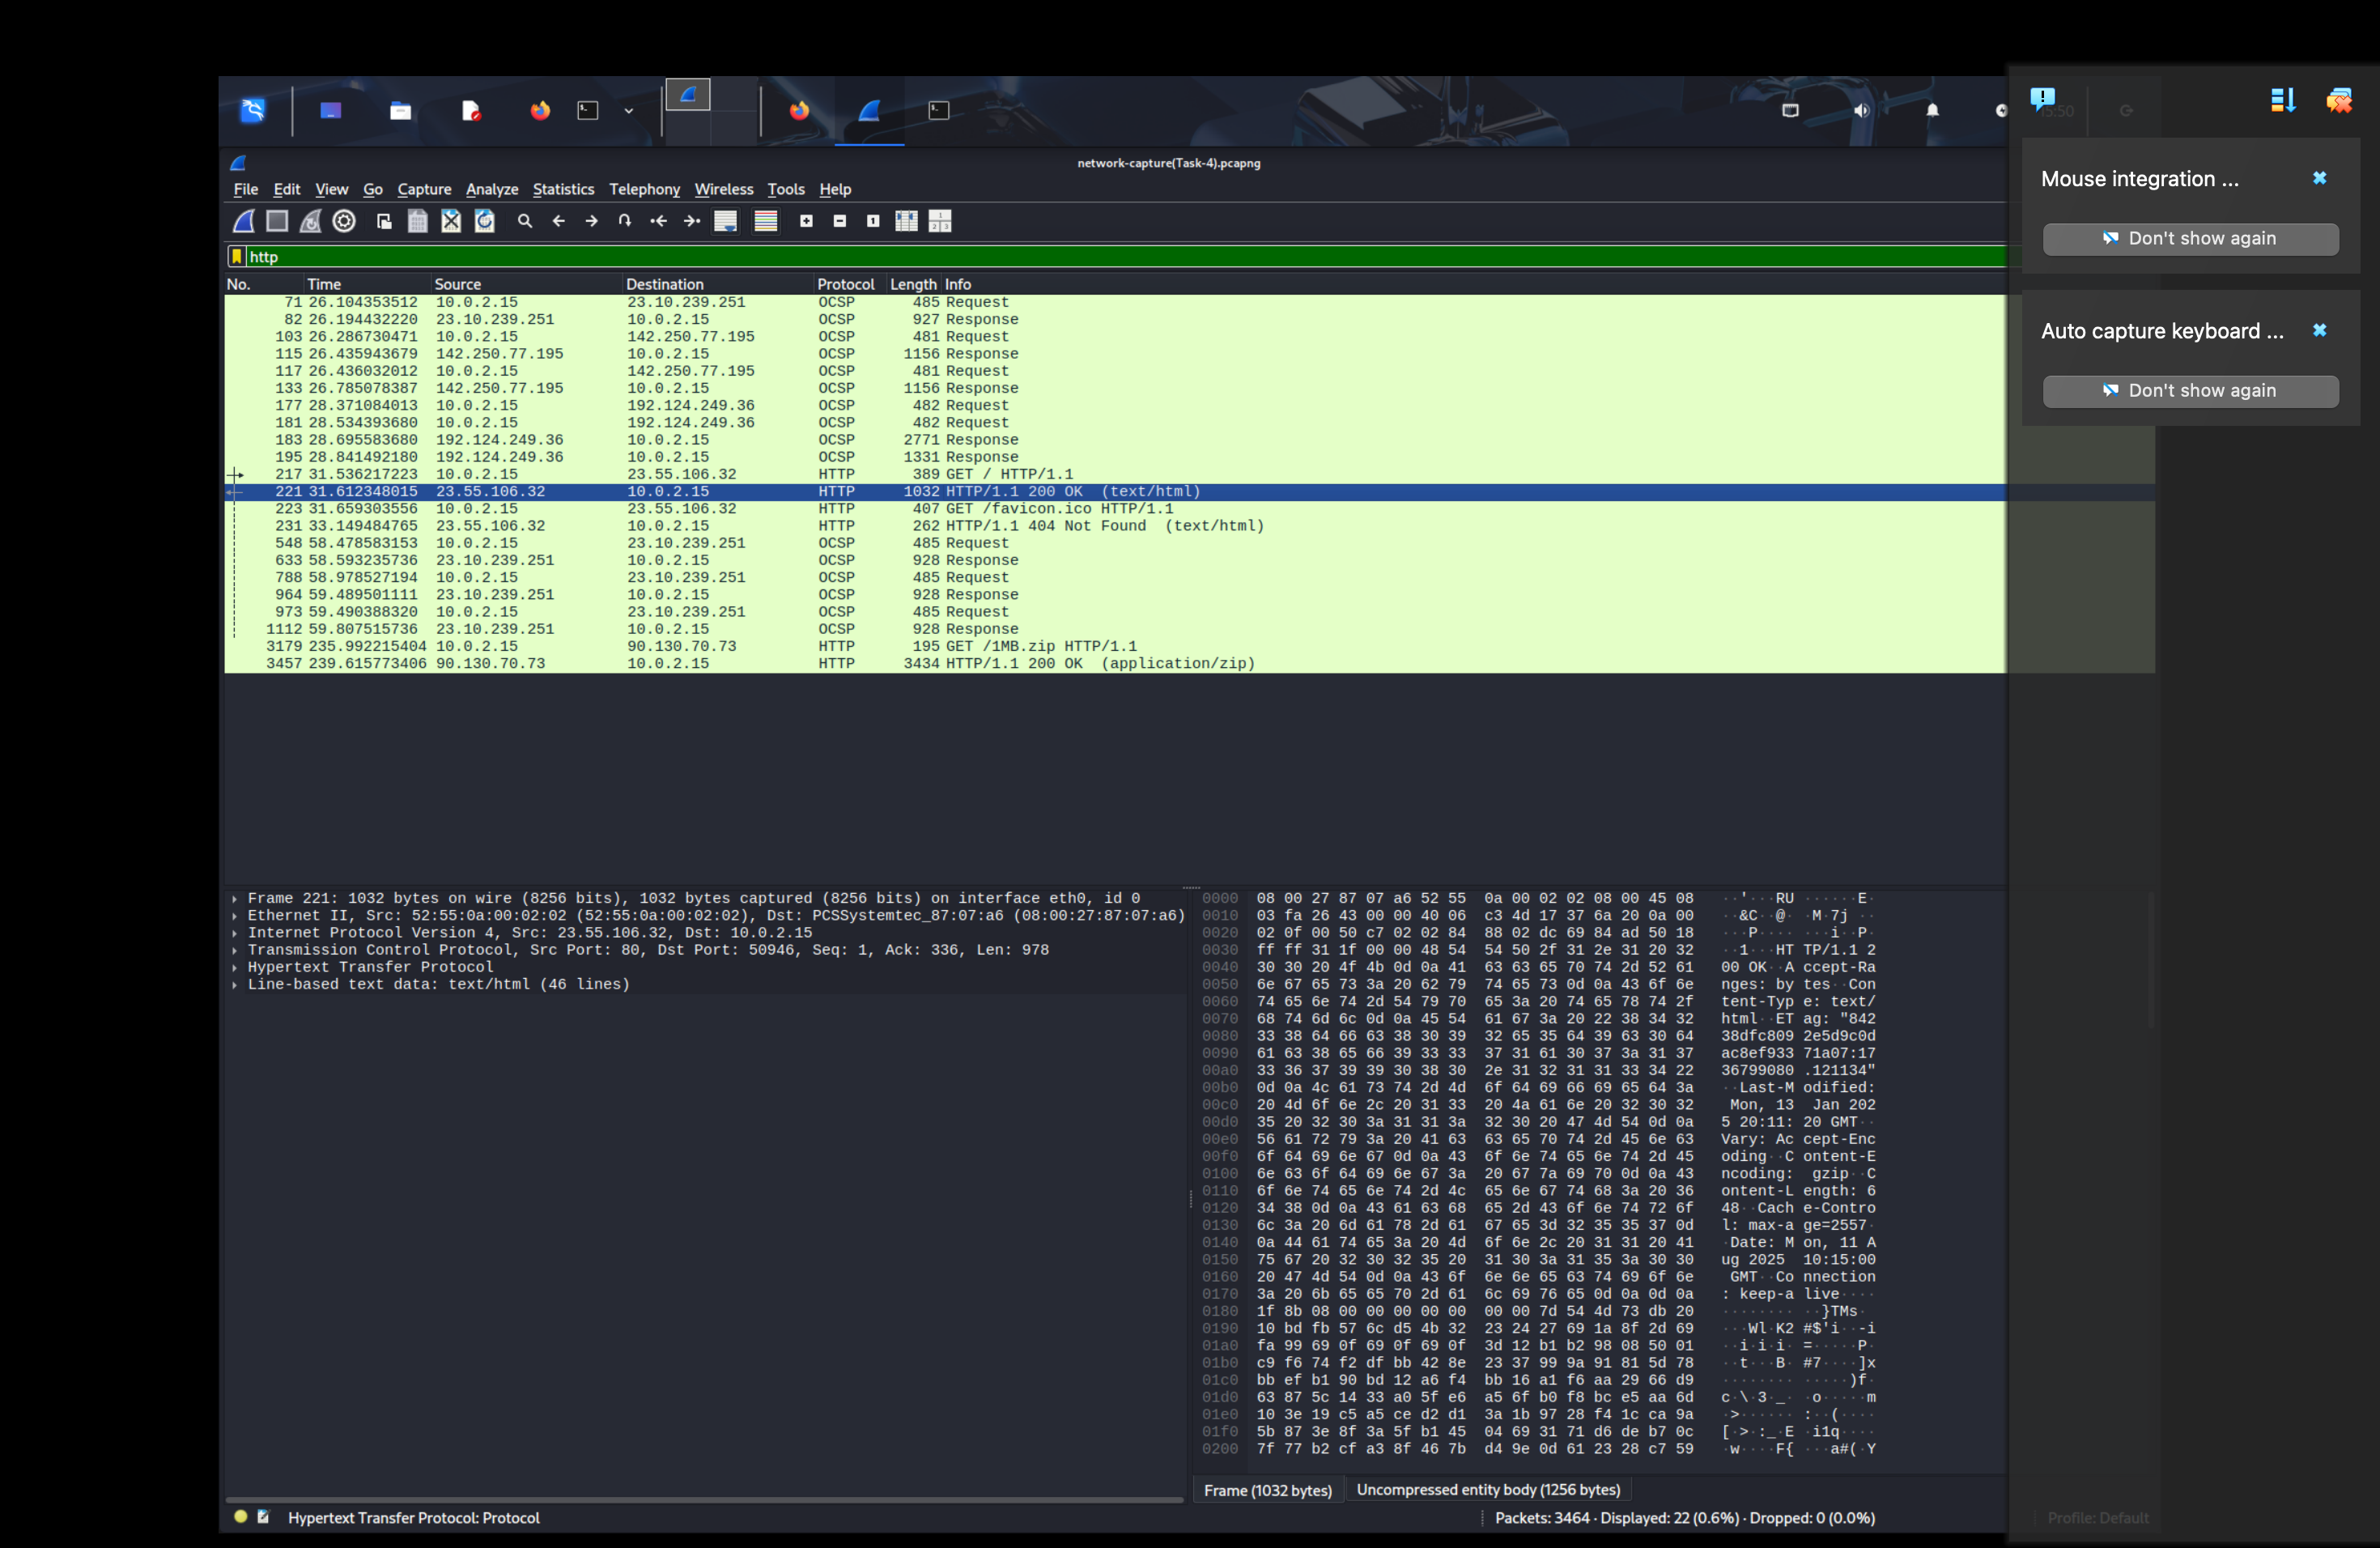 15:50
network-capture(Task-4).pcapng
File Edit View Go Capture Analyze Statistics Telephony Wireless Tools Help
Mouse integration ...
Don't show again
Auto capture keyboard ...
Don't show again
http
No. Time Source Destination Protocol Length Info
71 26.104353512 10.0.2.15 23.10.239.251 OCSP 485 Request
82 26.194432220 23.10.239.251 10.0.2.15 OCSP 927 Response
103 26.286730471 10.0.2.15 142.250.77.195 OCSP 481 Request
115 26.435943679 142.250.77.195 10.0.2.15 OCSP 1156 Response
117 26.436032012 10.0.2.15 142.250.77.195 OCSP 481 Request
133 26.785078387 142.250.77.195 10.0.2.15 OCSP 1156 Response
177 28.371084013 10.0.2.15 192.124.249.36 OCSP 482 Request
181 28.534393680 10.0.2.15 192.124.249.36 OCSP 482 Request
183 28.695583680 192.124.249.36 10.0.2.15 OCSP 2771 Response
195 28.841492180 192.124.249.36 10.0.2.15 OCSP 1331 Response
217 31.536217223 10.0.2.15 23.55.106.32 HTTP 389 GET / HTTP/1.1
221 31.612348015 23.55.106.32 10.0.2.15 HTTP 1032 HTTP/1.1 200 OK (text/html)
223 31.659303556 10.0.2.15 23.55.106.32 HTTP 407 GET /favicon.ico HTTP/1.1
231 33.149484765 23.55.106.32 10.0.2.15 HTTP 262 HTTP/1.1 404 Not Found (text/html)
548 58.478583153 10.0.2.15 23.10.239.251 OCSP 485 Request
633 58.593235736 23.10.239.251 10.0.2.15 OCSP 928 Response
788 58.978527194 10.0.2.15 23.10.239.251 OCSP 485 Request
964 59.489501111 23.10.239.251 10.0.2.15 OCSP 928 Response
973 59.490388320 10.0.2.15 23.10.239.251 OCSP 485 Request
1112 59.807515736 23.10.239.251 10.0.2.15 OCSP 928 Response
3179 235.992215404 10.0.2.15 90.130.70.73 HTTP 195 GET /1MB.zip HTTP/1.1
3457 239.615773406 90.130.70.73 10.0.2.15 HTTP 3434 HTTP/1.1 200 OK (application/zip)
Frame 221: 1032 bytes on wire (8256 bits), 1032 bytes captured (8256 bits) on interface eth0, id 0
Ethernet II, Src: 52:55:0a:00:02:02 (52:55:0a:00:02:02), Dst: PCSSystemtec_87:07:a6 (08:00:27:87:07:a6)
Internet Protocol Version 4, Src: 23.55.106.32, Dst: 10.0.2.15
Transmission Control Protocol, Src Port: 80, Dst Port: 50946, Seq: 1, Ack: 336, Len: 978
Hypertext Transfer Protocol
Line-based text data: text/html (46 lines)
0000 08 00 27 87 07 a6 52 55 0a 00 02 02 08 00 45 08 ··'···RU ······E·
0010 03 fa 26 43 00 00 40 06 c3 4d 17 37 6a 20 0a 00 ··&C··@· ·M·7j ··
0020 02 0f 00 50 c7 02 02 84 88 02 dc 69 84 ad 50 18 ···P···· ···i··P·
0030 ff ff 31 1f 00 00 48 54 54 50 2f 31 2e 31 20 32 ··1···HT TP/1.1 2
0040 30 30 20 4f 4b 0d 0a 41 63 63 65 70 74 2d 52 61 00 OK··A ccept-Ra
0050 6e 67 65 73 3a 20 62 79 74 65 73 0d 0a 43 6f 6e nges: by tes··Con
0060 74 65 6e 74 2d 54 79 70 65 3a 20 74 65 78 74 2f tent-Typ e: text/
0070 68 74 6d 6c 0d 0a 45 54 61 67 3a 20 22 38 34 32 html··ET ag: "842
0080 33 38 64 66 63 38 30 39 32 65 35 64 39 63 30 64 38dfc809 2e5d9c0d
0090 61 63 38 65 66 39 33 33 37 31 61 30 37 3a 31 37 ac8ef933 71a07:17
00a0 33 36 37 39 39 30 38 30 2e 31 32 31 31 33 34 22 36799080 .121134"
00b0 0d 0a 4c 61 73 74 2d 4d 6f 64 69 66 69 65 64 3a ··Last-M odified:
00c0 20 4d 6f 6e 2c 20 31 33 20 4a 61 6e 20 32 30 32 Mon, 13 Jan 202
00d0 35 20 32 30 3a 31 31 3a 32 30 20 47 4d 54 0d 0a 5 20:11: 20 GMT··
00e0 56 61 72 79 3a 20 41 63 63 65 70 74 2d 45 6e 63 Vary: Ac cept-Enc
00f0 6f 64 69 6e 67 0d 0a 43 6f 6e 74 65 6e 74 2d 45 oding··C ontent-E
0100 6e 63 6f 64 69 6e 67 3a 20 67 7a 69 70 0d 0a 43 ncoding: gzip··C
0110 6f 6e 74 65 6e 74 2d 4c 65 6e 67 74 68 3a 20 36 ontent-L ength: 6
0120 34 38 0d 0a 43 61 63 68 65 2d 43 6f 6e 74 72 6f 48··Cach e-Contro
0130 6c 3a 20 6d 61 78 2d 61 67 65 3d 32 35 35 37 0d l: max-a ge=2557·
0140 0a 44 61 74 65 3a 20 4d 6f 6e 2c 20 31 31 20 41 ·Date: M on, 11 A
0150 75 67 20 32 30 32 35 20 31 30 3a 31 35 3a 30 30 ug 2025 10:15:00
0160 20 47 4d 54 0d 0a 43 6f 6e 6e 65 63 74 69 6f 6e GMT··Co nnection
0170 3a 20 6b 65 65 70 2d 61 6c 69 76 65 0d 0a 0d 0a : keep-a live····
0180 1f 8b 08 00 00 00 00 00 00 00 7d 54 4d 73 db 20 ········ ··}TMs·
0190 10 bd fb 57 6c d5 4b 32 23 24 27 69 1a 8f 2d 69 ···Wl·K2 #$'i··-i
01a0 fa 99 69 0f 69 0f 69 0f 3d 12 b1 b2 98 08 50 01 ··i·i·i· =·····P·
01b0 c9 f6 74 f2 df bb 42 8e 23 37 99 9a 91 81 5d 78 ··t···B· #7····]x
01c0 bb ef b1 90 bd 12 a6 f4 bb 16 a1 f6 aa 29 66 d9 ········ ·····)f·
01d0 63 87 5c 14 33 a0 5f e6 a5 6f b0 f8 bc e5 aa 6d c·\·3·_· ·o·····m
01e0 10 3e 19 c5 a5 ce d2 d1 3a 1b 97 28 f4 1c ca 9a ·>······ :··(····
01f0 5b 87 3e 8f 3a 5f b1 45 04 69 31 71 d6 de b7 0c [·>·:_·E ·i1q····
0200 7f 77 b2 cf a3 8f 46 7b d4 9e 0d 61 23 28 c7 59 ·w····F{ ···a#(·Y
Frame (1032 bytes) Uncompressed entity body (1256 bytes)
Hypertext Transfer Protocol: Protocol
Packets: 3464 · Displayed: 22 (0.6%) · Dropped: 0 (0.0%)
Profile: Default